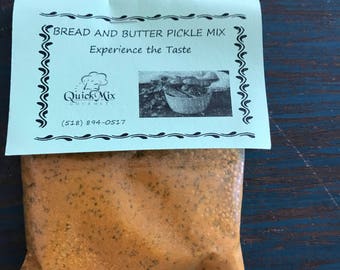 BREAD AND BUTTER PICKLE MIX
Experience the Taste
Quick Mix
(518) 894-0517